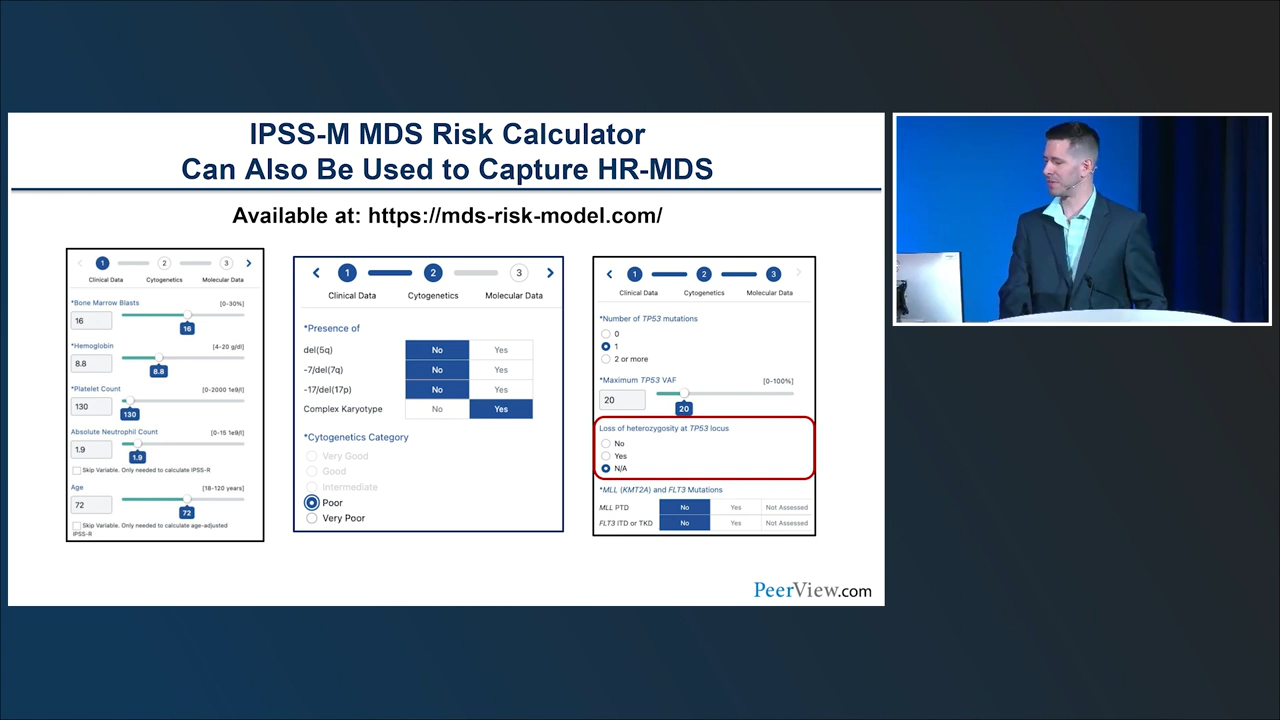 IPSS-M MDS Risk Calculator
Can Also Be Used to Capture HR-MDS
Available at: https://mds-risk-model.com/
1 2 3
Clinical Data Cytogenetics Molecular Data
*Bone Marrow Blasts [0-30%]
16
16
*Hemoglobin [4-20 g/dl]
8.8
8.8
*Platelet Count [0-2000 1e9/l]
130
130
Absolute Neutrophil Count [0-15 1e9/l]
1.9
1.9
Skip Variable. Only needed to calculate IPSS-R
Age [18-120 years]
72
72
Skip Variable. Only needed to calculate age-adjusted
IPSS-R
1 2 3
Clinical Data Cytogenetics Molecular Data
*Presence of
del(5q) No Yes
-7/del(7q) No Yes
-17/del(17p) No Yes
Complex Karyotype No Yes
*Cytogenetics Category
Very Good
Good
Intermediate
Poor
Very Poor
1 2 3
Clinical Data Cytogenetics Molecular Data
*Number of TP53 mutations
0
1
2 or more
*Maximum TP53 VAF [0-100%]
20
20
Loss of heterozygosity at TP53 locus
No
Yes
N/A
*MLL (KMT2A) and FLT3 Mutations
MLL PTD No Yes Not Assessed
FLT3 ITD or TKD No Yes Not Assessed
PeerView.com